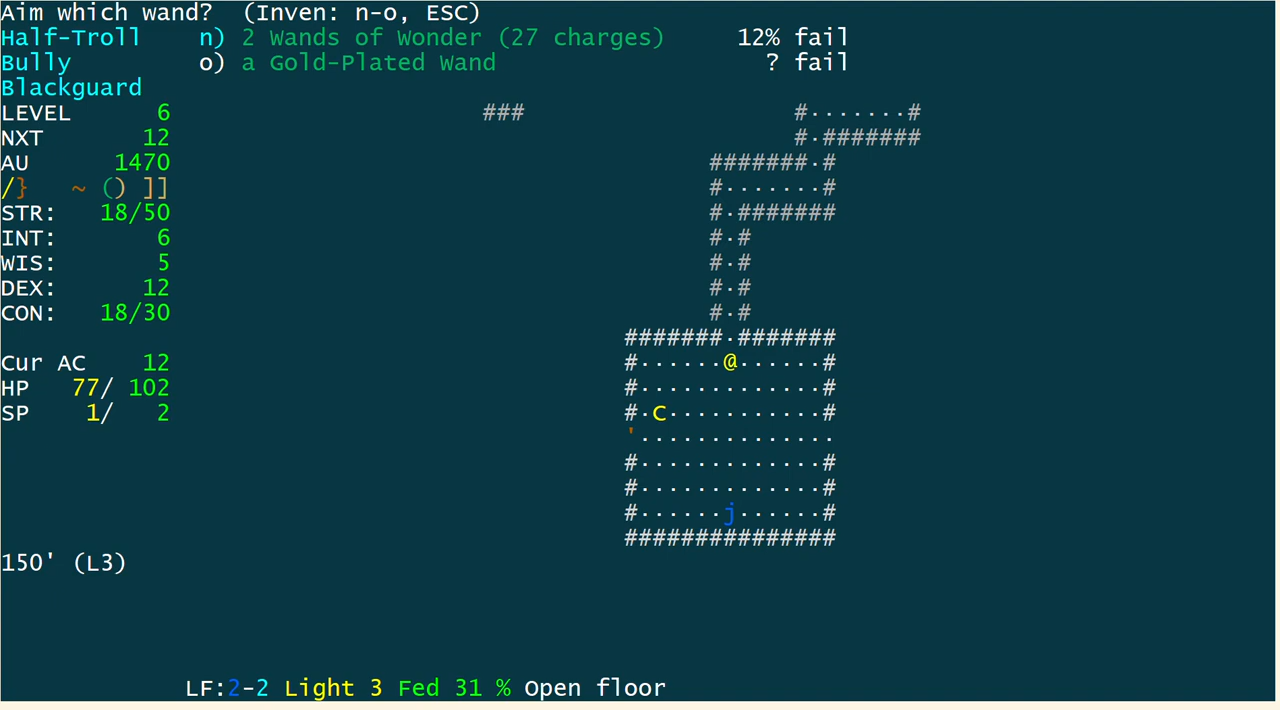 Aim which wand?  (Inven: n-o, ESC)
Half-Troll    n) 2 Wands of Wonder (27 charges)     12% fail
Bully         o) a Gold-Plated Wand                   ? fail
Blackguard
LEVEL      6                      ###                   #.......#
NXT       12                                            #.#######
AU      1470                                      #######.#
/}   ~ () ]]                                      #.......#
STR:   18/50                                      #.#######
INT:       6                                      #.#
WIS:       5                                      #.#
DEX:      12                                      #.#
CON:   18/30                                      #.#
                                            #######.#######
Cur AC    12                                #......@......#
HP   77/ 102                                #.............#
SP    1/   2                                #.c...........#
                                            '..............
                                            #.............#
                                            #.............#
                                            #......j......#
                                            ###############
150' (L3)
             LF:2-2 Light 3 Fed 31 % Open floor